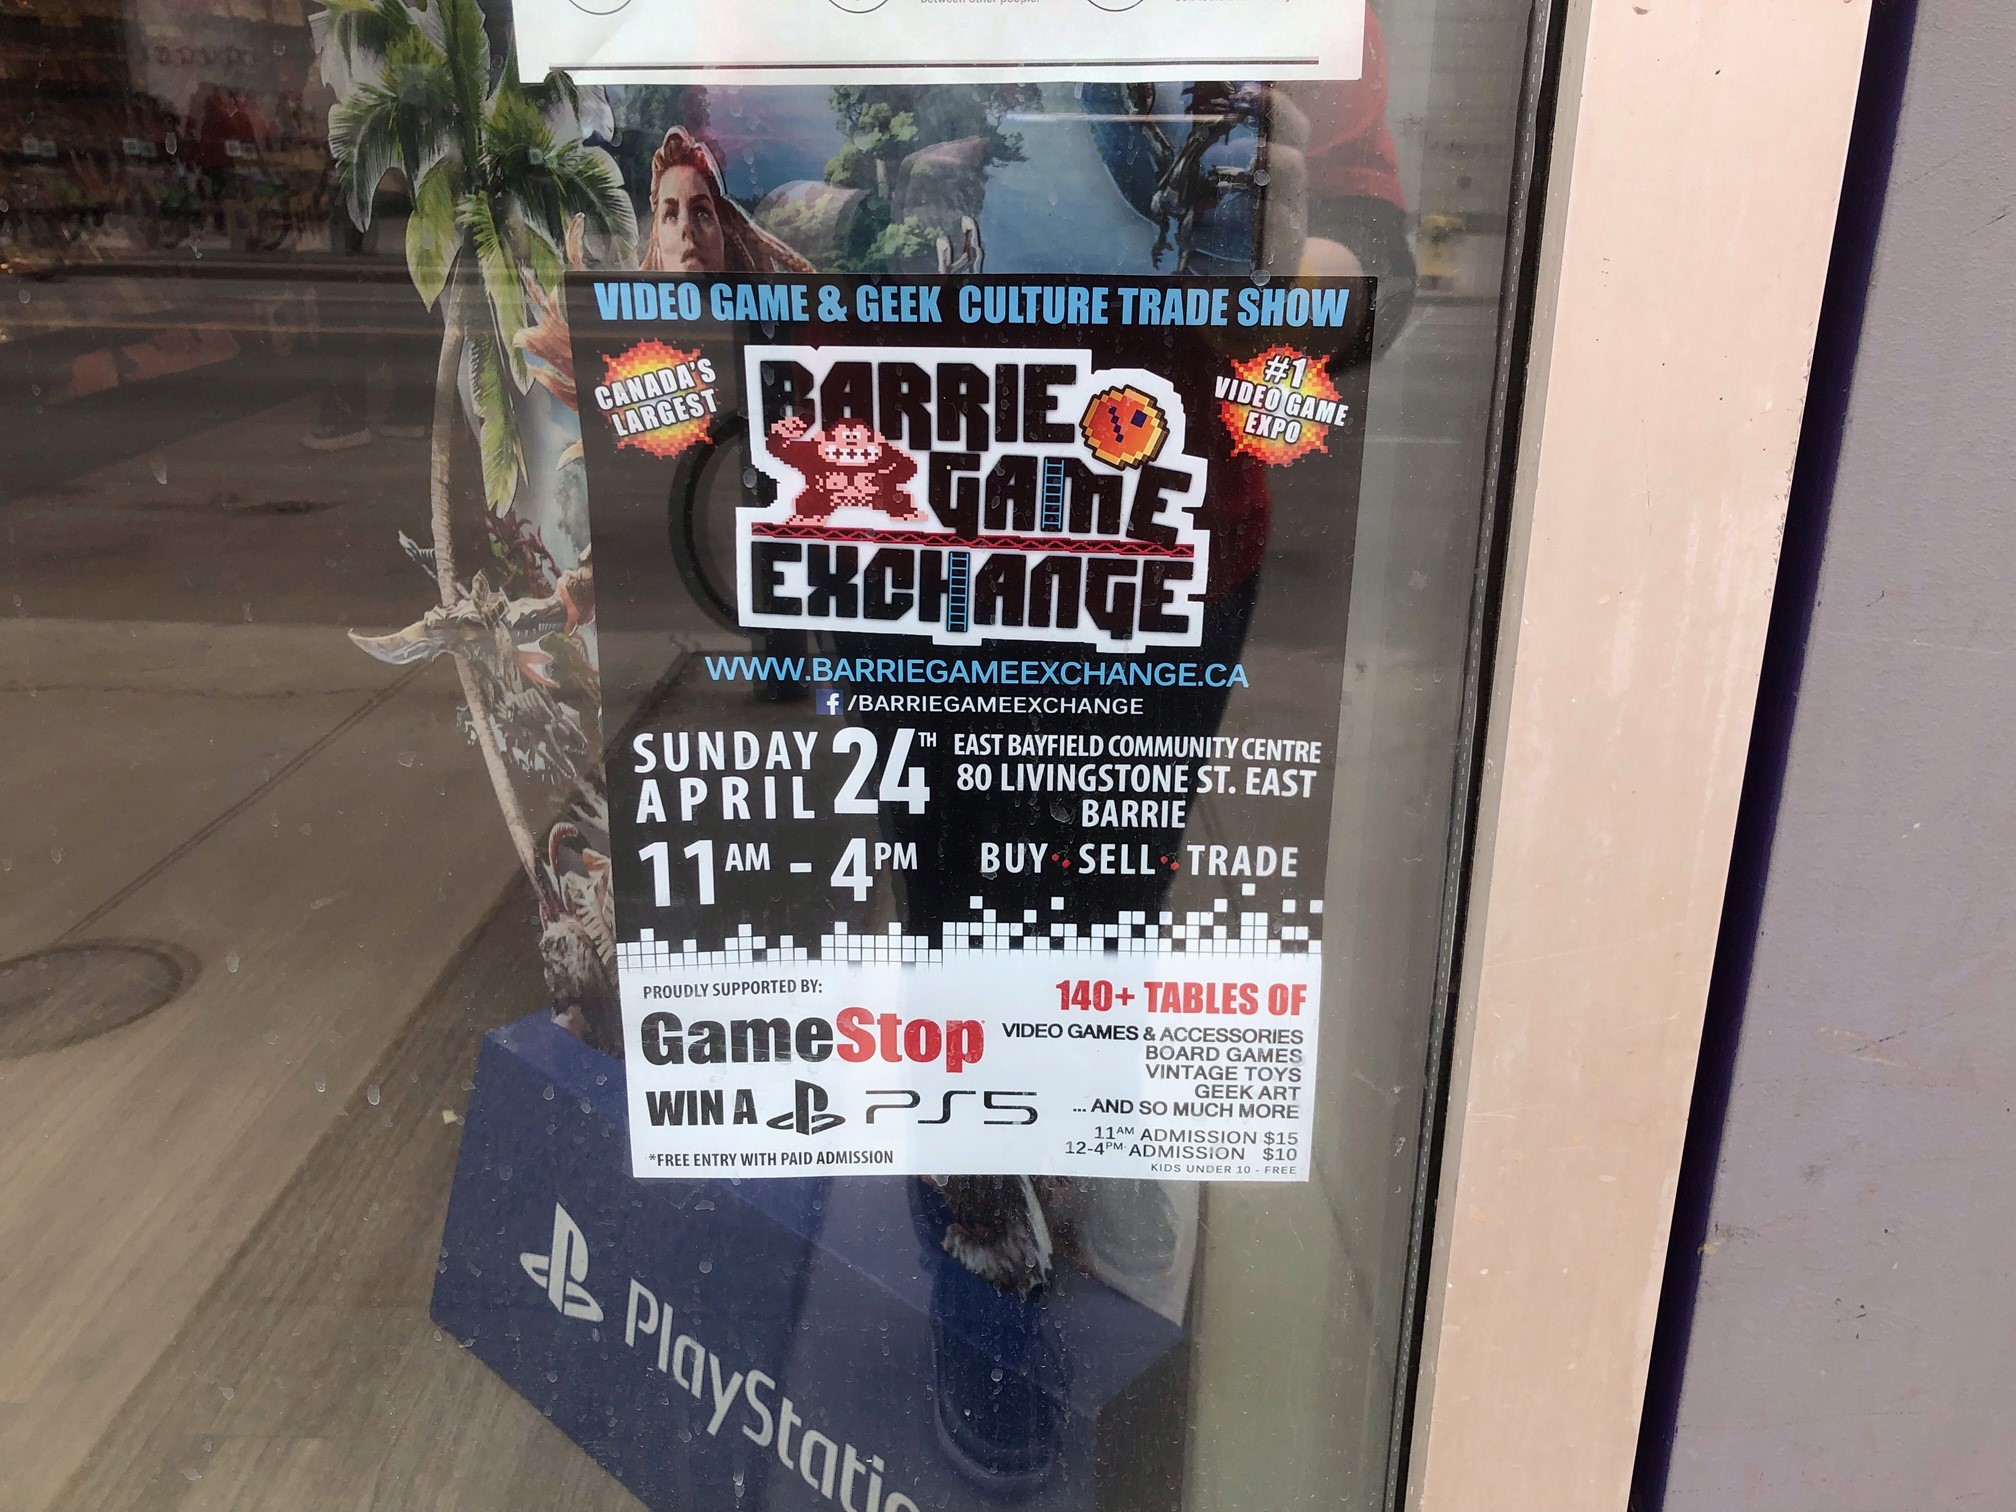 VIDEO GAME & GEEK CULTURE TRADE SHOW
CANADA'S
LARGEST
#1
VIDEO GAME
EXPO
BARRIE
GAME
EXCHANGE
WWW.BARRIEGAMEEXCHANGE.CA
f /BARRIEGAMEEXCHANGE
SUNDAY
APRIL 24TH
11AM - 4PM
EAST BAYFIELD COMMUNITY CENTRE
80 LIVINGSTONE ST. EAST
BARRIE
BUY SELL TRADE
PROUDLY SUPPORTED BY:
GameStop
WIN A PS5
*FREE ENTRY WITH PAID ADMISSION
140+ TABLES OF
VIDEO GAMES & ACCESSORIES
BOARD GAMES
VINTAGE TOYS
GEEK ART
... AND SO MUCH MORE
11AM ADMISSION $15
12-4PM ADMISSION $10
KIDS UNDER 10 - FREE
PlayStatio